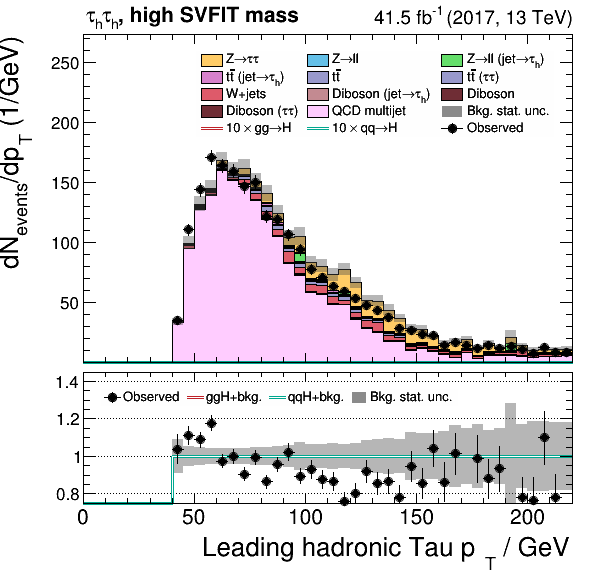 τhτh, high SVFIT mass 41.5 fb-1 (2017, 13 TeV)
dNevents/dpT (1/GeV)
250
200
150
100
50
Z→ττ Z→ll Z→ll (jet→τh)
tt̄ (jet→τh) tt̄ tt̄ (ττ)
W+jets Diboson (jet→τh) Diboson
Diboson (ττ) QCD multijet Bkg. stat. unc.
10 × gg→H 10 × qq→H Observed
1.4
1.2
1
0.8
Observed ggH+bkg. qqH+bkg. Bkg. stat. unc.
0 50 100 150 200
Leading hadronic Tau p T / GeV